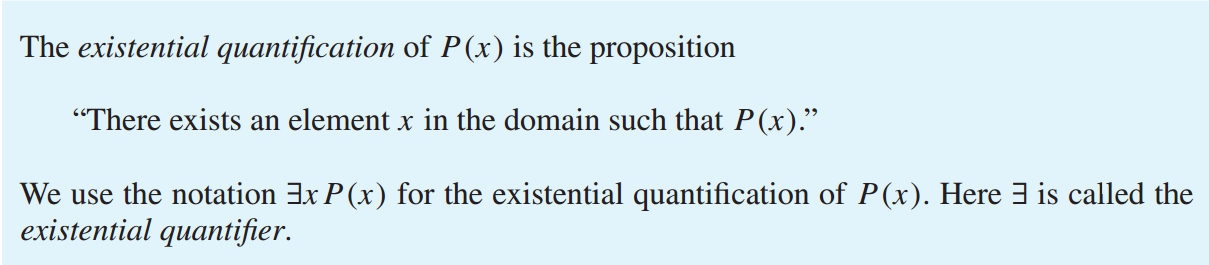 The existential quantification of P(x) is the proposition
“There exists an element x in the domain such that P(x).”
We use the notation ∃x P(x) for the existential quantification of P(x). Here ∃ is called the
existential quantifier.